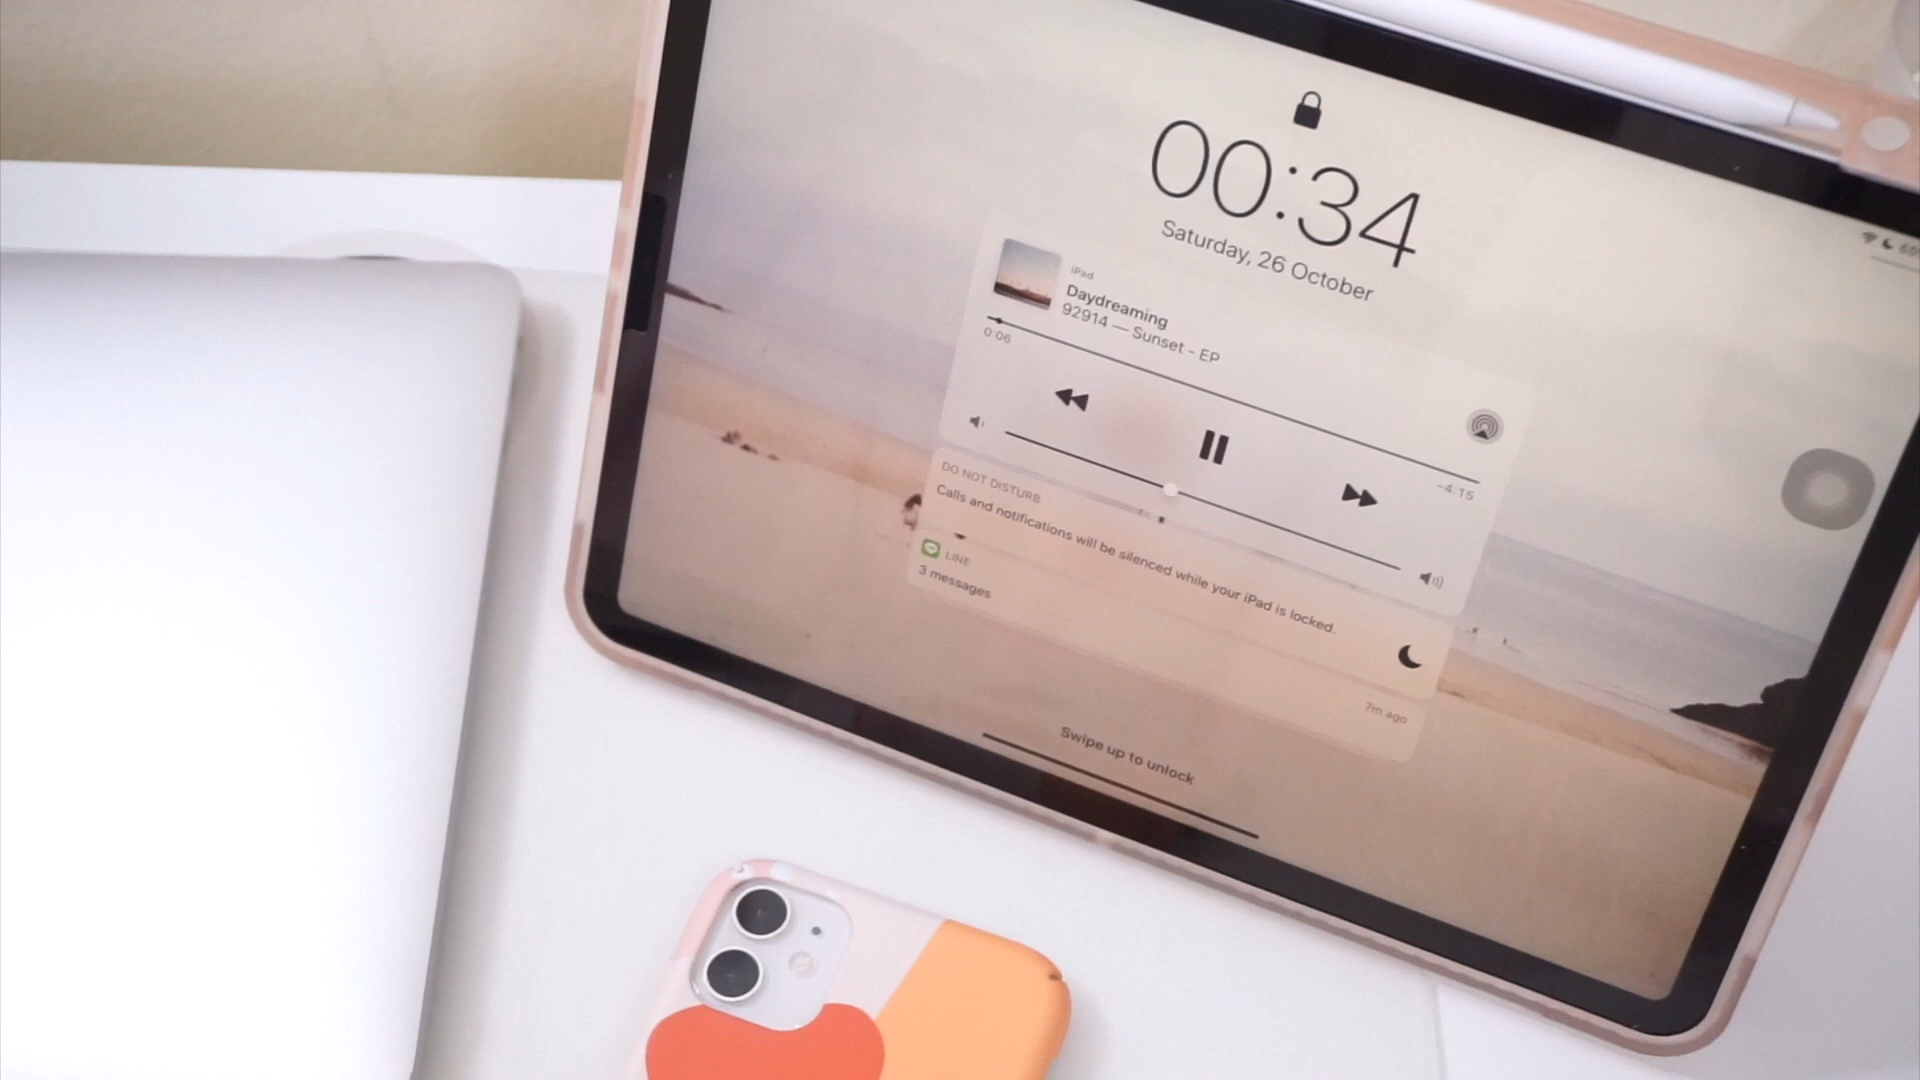 00:34
Saturday, 26 October
iPad
Daydreaming
92914 — Sunset - EP
0:06
-4:15
DO NOT DISTURB
Calls and notifications will be silenced while your iPad is locked.
LINE
3 messages
7m ago
Swipe up to unlock